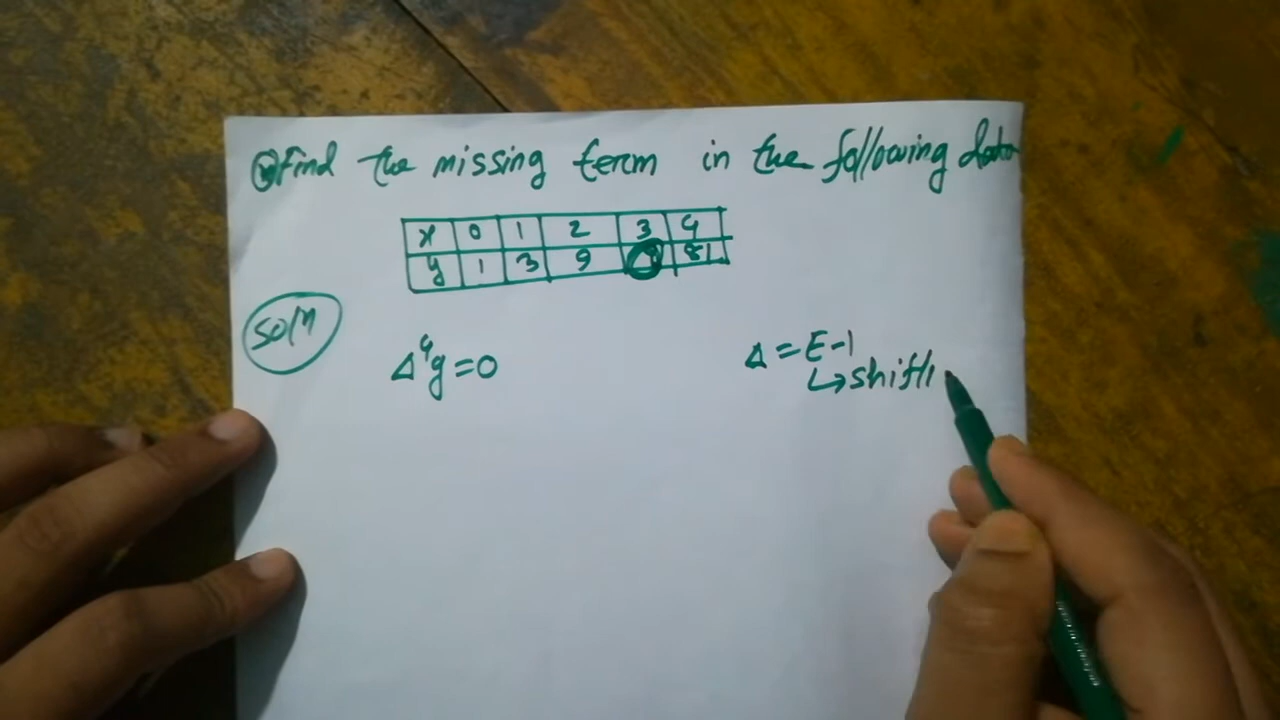 Find the missing term in the following data
x 0 1 2 3 4
y 1 3 9 81
Soln
Δ⁴y=0
Δ=E-1
↳shifti